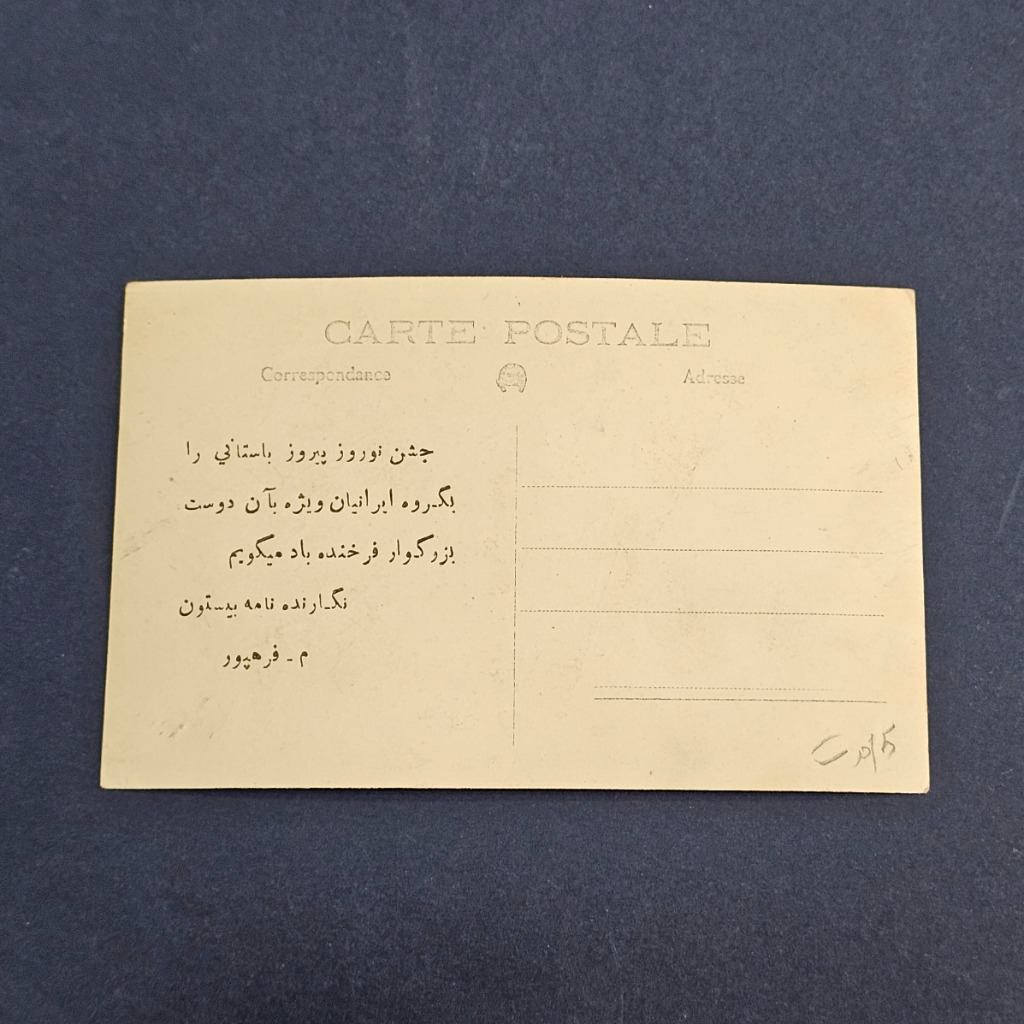 CARTE POSTALE
Correspondance
Adresse
جشن نوروز پیروز باستاني را
بگروه ایرانیان ویژه بآن دوست
بزرگوار فرخنده باد میگویم
نگارنده نامه بیستون
م - فرهپور